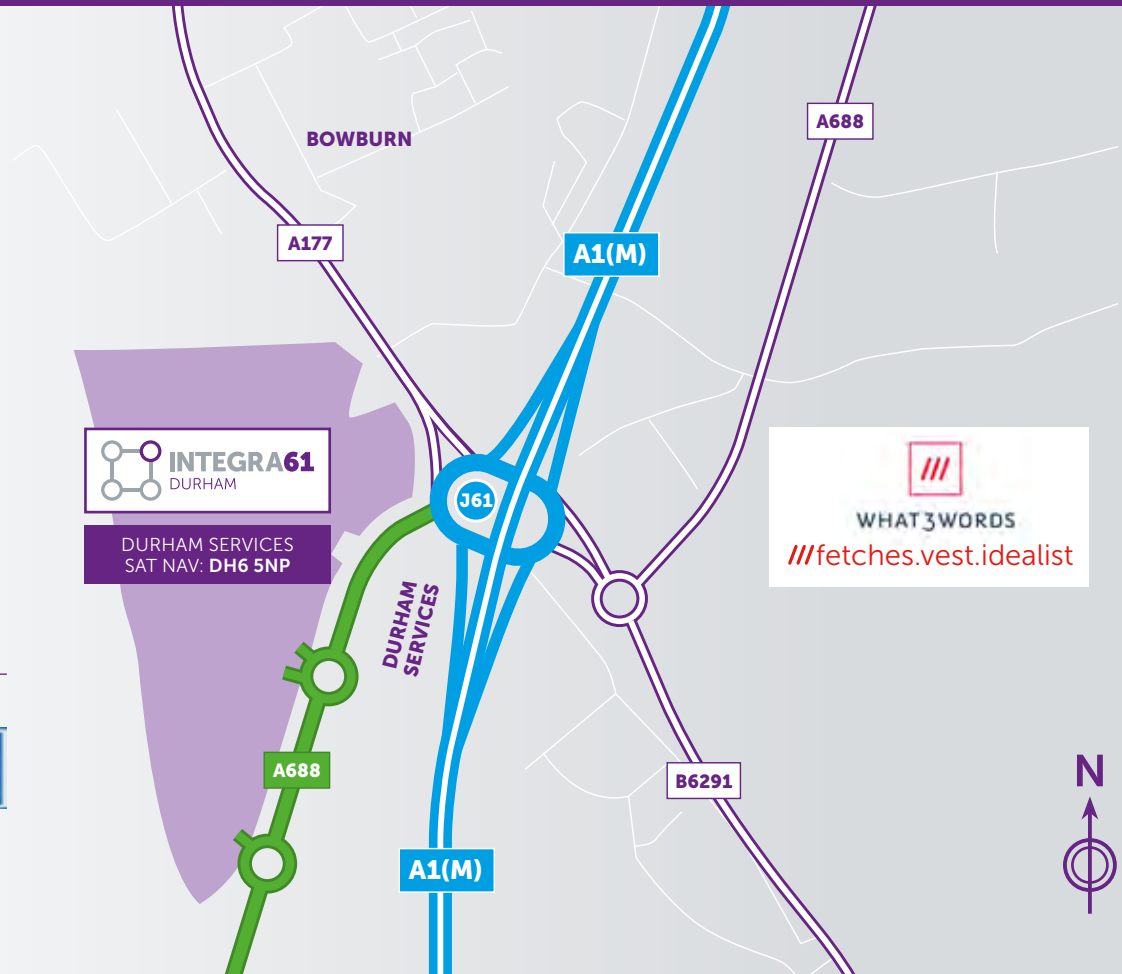 BOWBURN
A688
A177
A1(M)
INTEGRA61
DURHAM
J61
WHAT3WORDS
///fetches.vest.idealist
DURHAM SERVICES
SAT NAV: DH6 5NP
DURHAM
SERVICES
A688
B6291
N
A1(M)